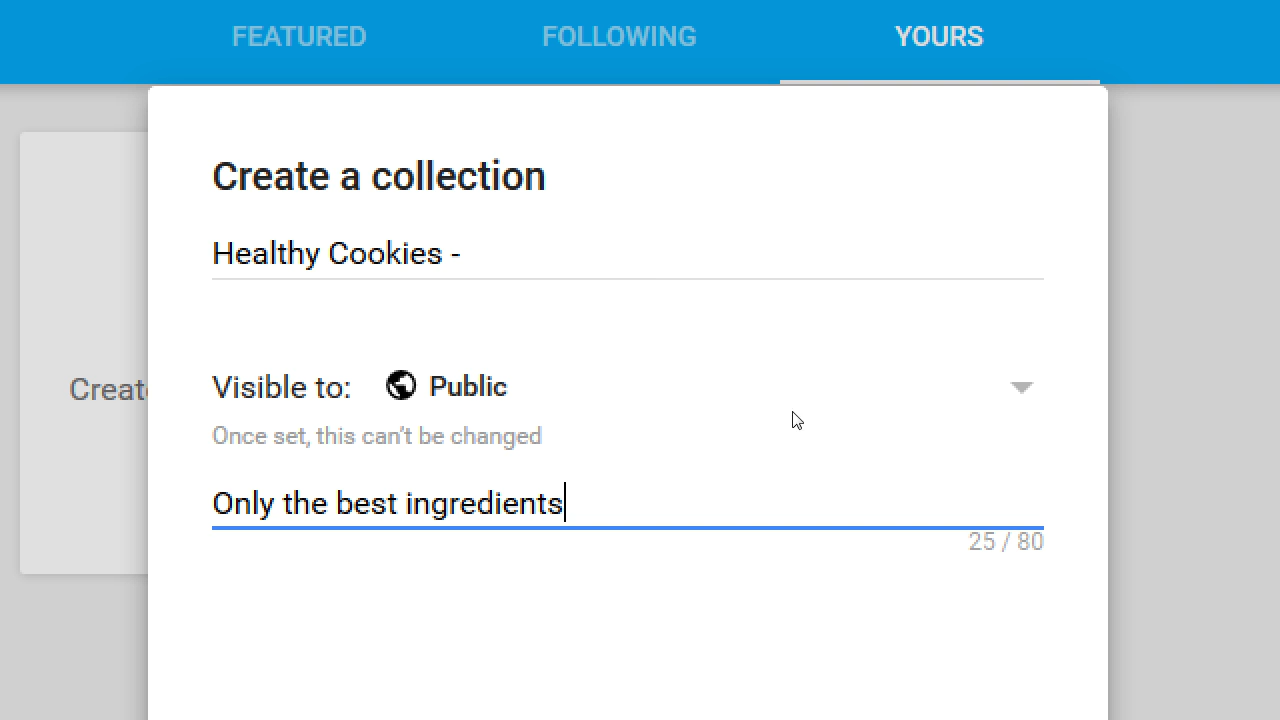 FEATURED FOLLOWING YOURS
Create a collection
Healthy Cookies -
Visible to: Public
Create
Once set, this can't be changed
Only the best ingredients
25 / 80